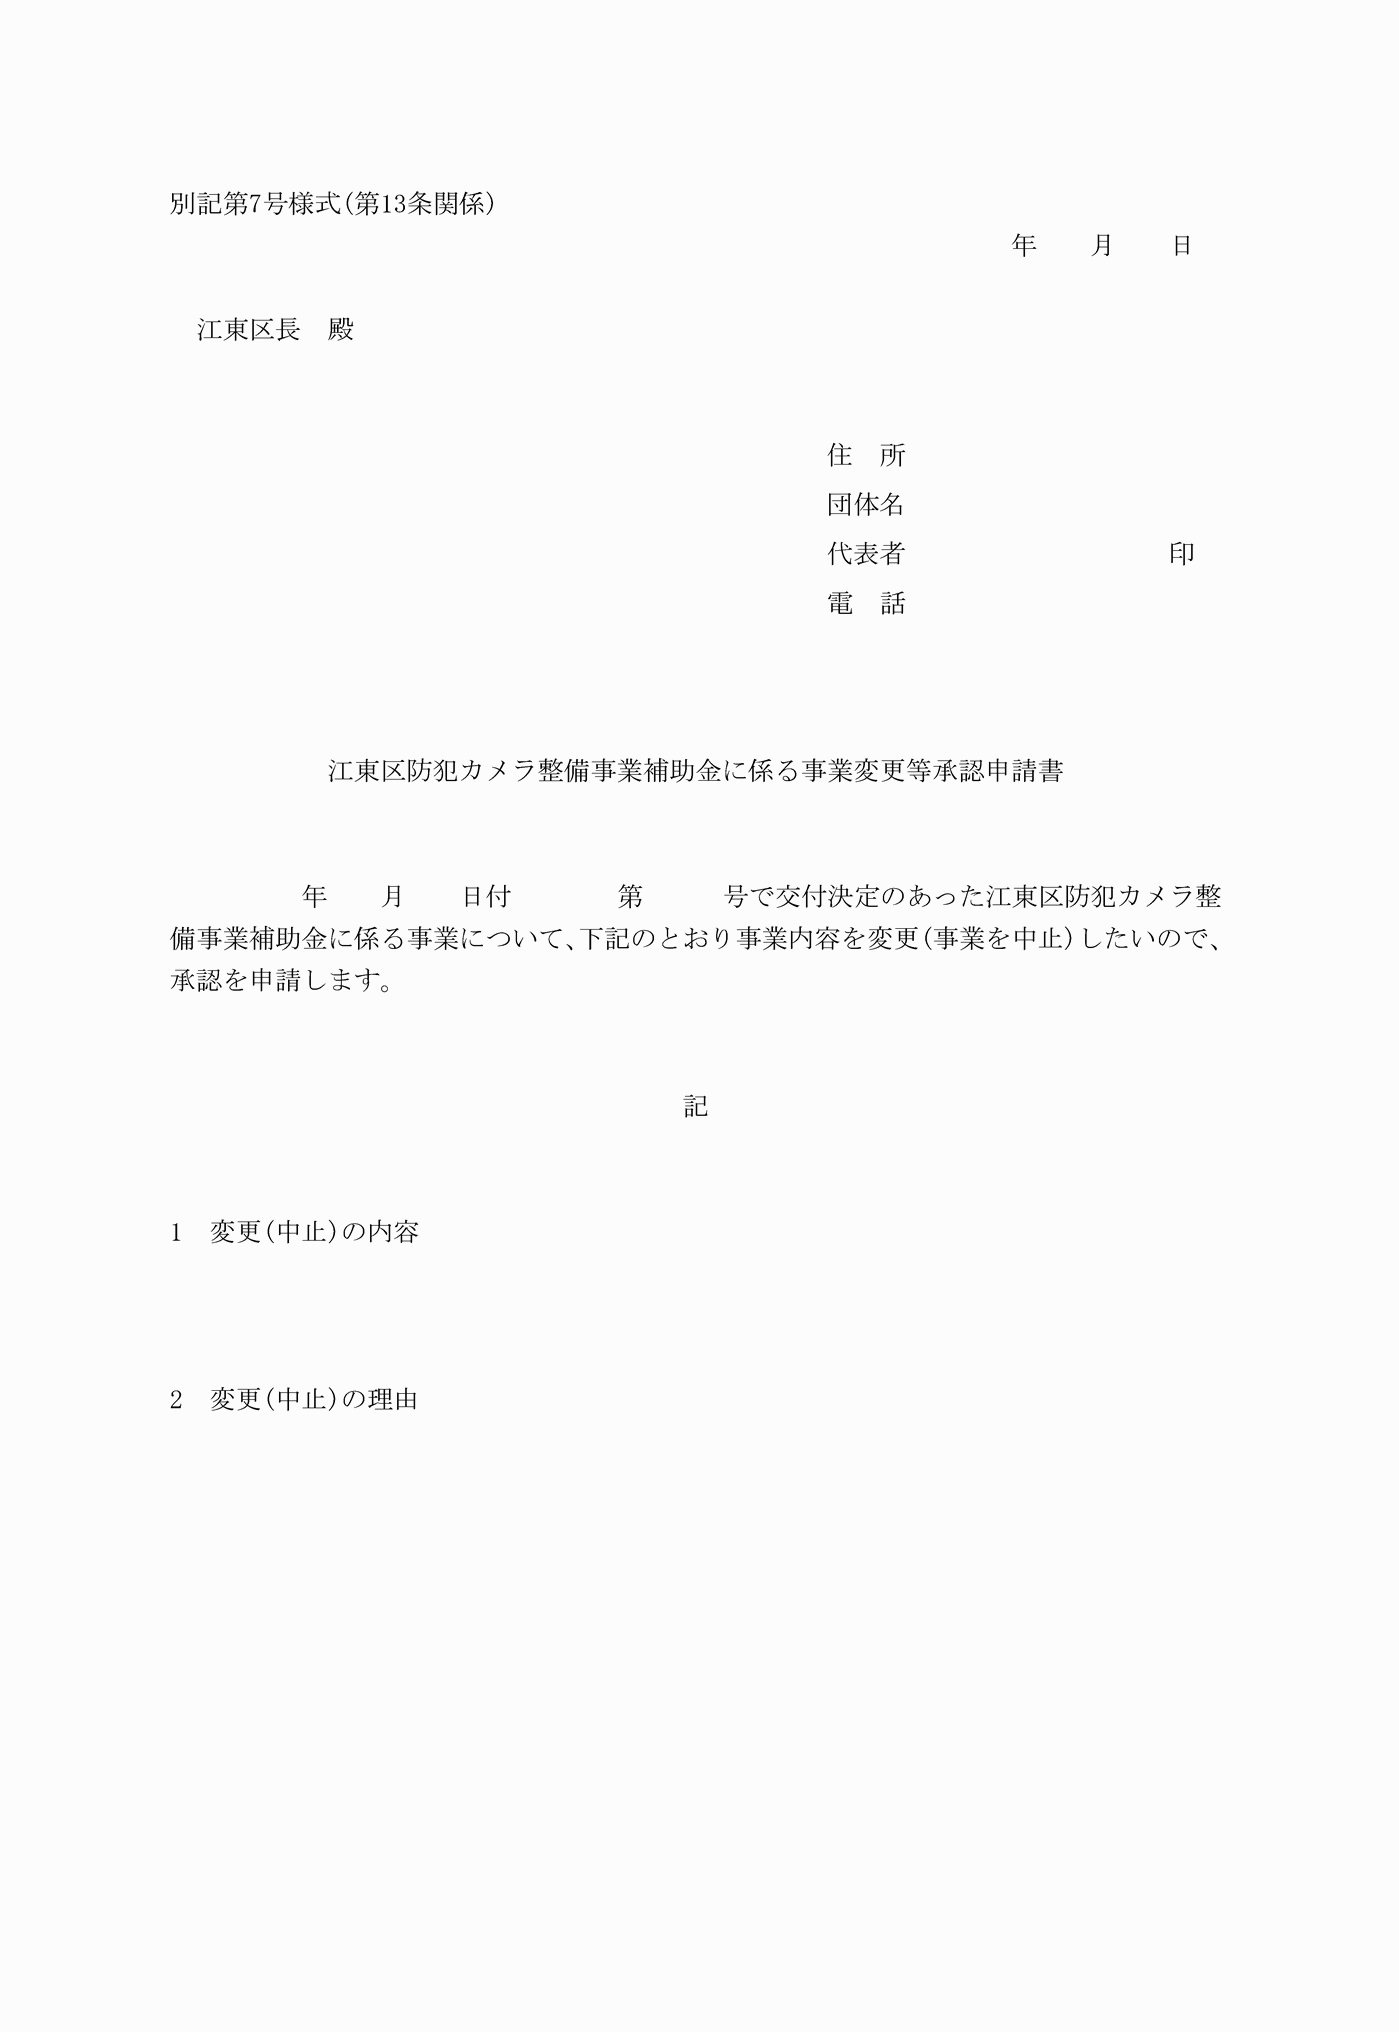 別記第7号様式(第13条関係)
年　　月　　日
江東区長　殿
住　所
団体名
代表者　　　　　　　　　　印
電　話
江東区防犯カメラ整備事業補助金に係る事業変更等承認申請書
年　　月　　日付　　　　第　　　号で交付決定のあった江東区防犯カメラ整
備事業補助金に係る事業について、下記のとおり事業内容を変更(事業を中止)したいので、
承認を申請します。
記
1　変更(中止)の内容
2　変更(中止)の理由